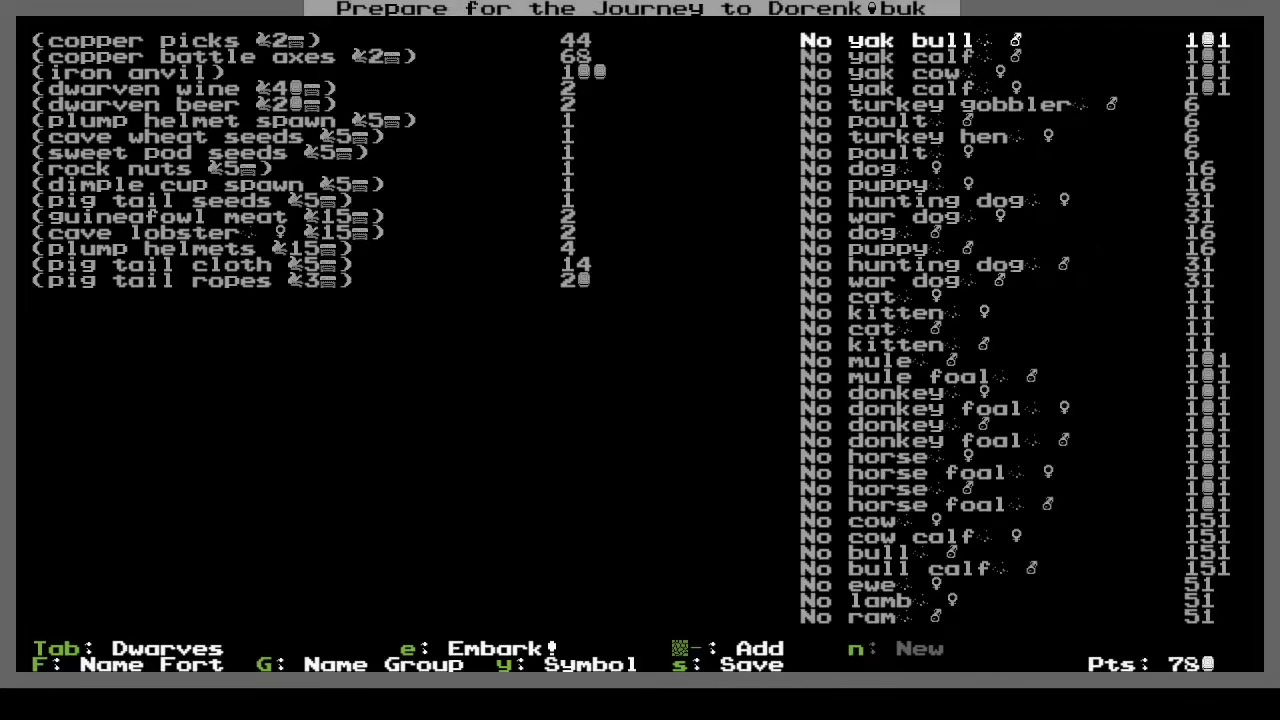 Prepare for the Journey to
(copper picks 2) 44
(copper battle axes 2) 68
(iron anvil) 100
(dwarven wine 40) 2
(dwarven beer 20) 2
(plump helmet spawn 5) 1
(cave wheat seeds 5) 1
(sweet pod seeds 5) 1
(rock nuts 5) 1
(dimple cup spawn 5) 1
(pig tail seeds 5) 1
(guineafowl meat 15) 2
(cave lobster ♀ 15) 2
(plump helmets 15) 4
(pig tail cloth 5) 14
(pig tail ropes 3) 20
No yak bull ♂ 101
No yak calf ♂ 101
No yak cow ♀ 101
No yak calf ♀ 101
No turkey gobbler ♂ 6
No poult ♂ 6
No turkey hen ♀ 6
No poult ♀ 6
No dog ♀ 16
No puppy ♀ 16
No hunting dog ♀ 31
No war dog ♀ 31
No dog ♂ 16
No puppy ♂ 16
No hunting dog ♂ 31
No war dog ♂ 31
No cat ♀ 11
No kitten ♀ 11
No cat ♂ 11
No kitten ♂ 11
No mule ♂ 101
No mule foal ♂ 101
No donkey ♀ 101
No donkey foal ♀ 101
No donkey ♂ 101
No donkey foal ♂ 101
No horse ♀ 101
No horse foal ♀ 101
No horse ♂ 101
No horse foal ♂ 101
No cow ♀ 151
No cow calf ♀ 151
No bull ♂ 151
No bull calf ♂ 151
No ewe ♀ 51
No lamb ♀ 51
No ram ♂ 51
Tab: Dwarves e: Embark! -: Add n: New
F: Name Fort G: Name Group y: Symbol s: Save Pts: 780